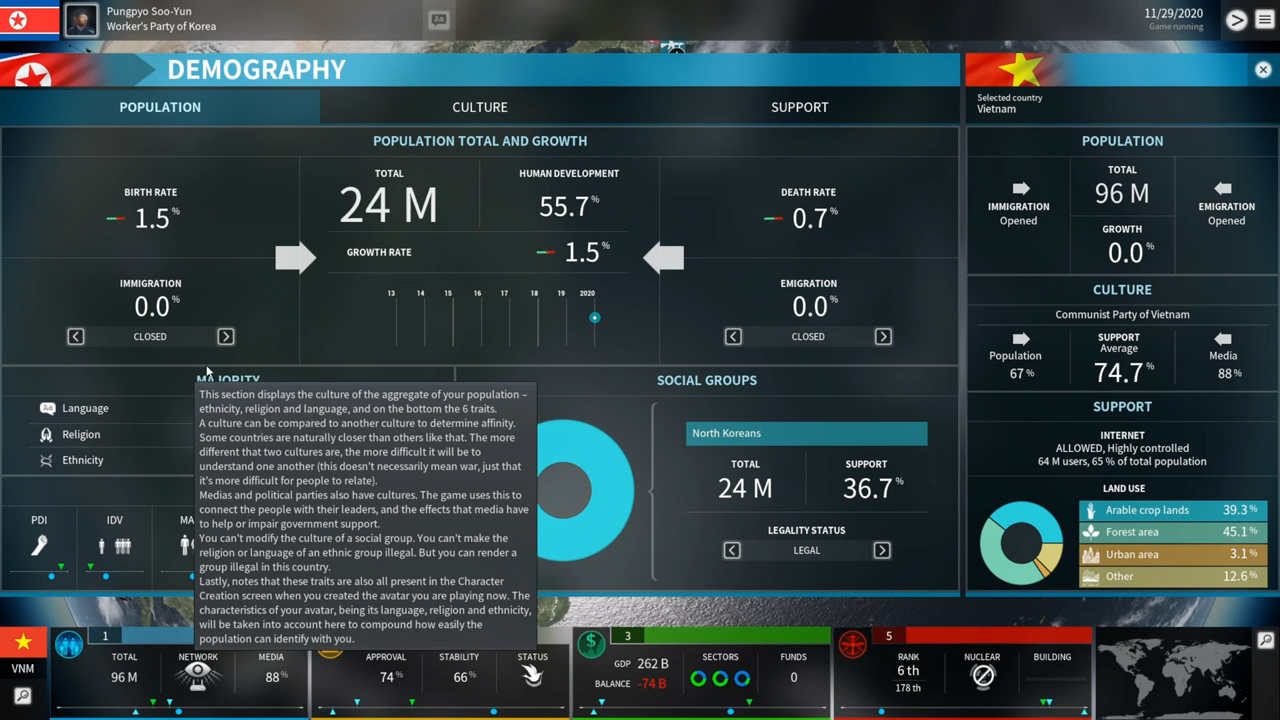 Pungpyo Soo-Yun
Worker's Party of Korea
Aa
11/29/2020
Game running
DEMOGRAPHY
Selected country
Vietnam
POPULATION
CULTURE
SUPPORT
POPULATION TOTAL AND GROWTH
BIRTH RATE
1.5 %
TOTAL
24 M
HUMAN DEVELOPMENT
55.7 %
DEATH RATE
0.7 %
GROWTH RATE
1.5 %
IMMIGRATION
0.0 %
CLOSED
13 14 15 16 17 18 19 2020
EMIGRATION
0.0 %
CLOSED
MAJORITY
Aa Language
Religion
Ethnicity
PDI
IDV
MA
This section displays the culture of the aggregate of your population –
ethnicity, religion and language, and on the bottom the 6 traits.
A culture can be compared to another culture to determine affinity.
Some countries are naturally closer than others like that. The more
different that two cultures are, the more difficult it will be to
understand one another (this doesn't necessarily mean war, just that
it's more difficult for people to relate).
Medias and political parties also have cultures. The game uses this to
connect the people with their leaders, and the effects that media have
to help or impair government support.
You can't modify the culture of a social group. You can't make the
religion or language of an ethnic group illegal. But you can render a
group illegal in this country.
Lastly, notes that these traits are also all present in the Character
Creation screen when you created the avatar you are playing now. The
characteristics of your avatar, being its language, religion and ethnicity,
will be taken into account here to compound how easily the
population can identify with you.
SOCIAL GROUPS
North Koreans
TOTAL
24 M
SUPPORT
36.7 %
LEGALITY STATUS
LEGAL
POPULATION
IMMIGRATION
Opened
TOTAL
96 M
GROWTH
0.0 %
EMIGRATION
Opened
CULTURE
Communist Party of Vietnam
Population
67 %
SUPPORT
Average
74.7 %
Media
88 %
SUPPORT
INTERNET
ALLOWED, Highly controlled
64 M users, 65 % of total population
LAND USE
Arable crop lands 39.3 %
Forest area 45.1 %
Urban area 3.1 %
Other 12.6 %
VNM
1
TOTAL
96 M
NETWORK
MEDIA
88 %
APPROVAL
74 %
STABILITY
66 %
STATUS
3
GDP 262 B
BALANCE -74 B
SECTORS
FUNDS
0
5
RANK
6 th
178 th
NUCLEAR
BUILDING